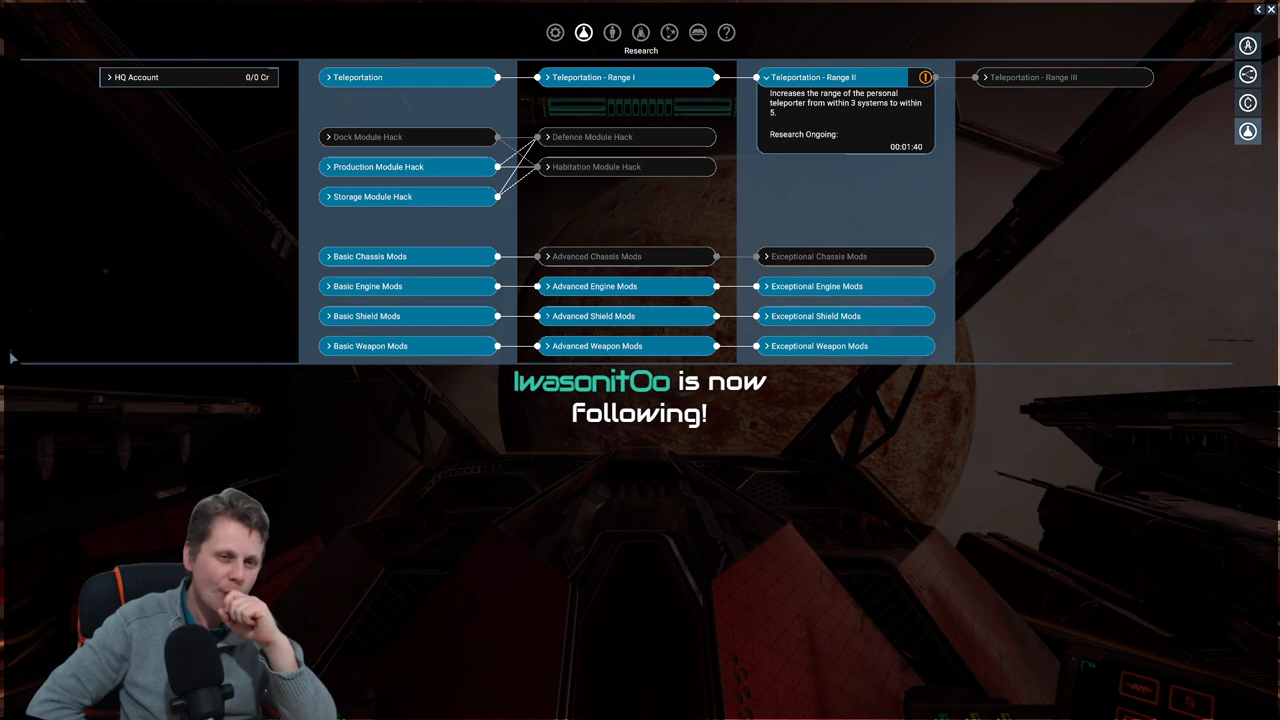 Research
HQ Account 0/0 Cr
Teleportation
Teleportation - Range I
Teleportation - Range II
Teleportation - Range III
Increases the range of the personal
teleporter from within 3 systems to within
5.
Research Ongoing:
00:01:40
Dock Module Hack
Defence Module Hack
Production Module Hack
Habitation Module Hack
Storage Module Hack
Basic Chassis Mods
Advanced Chassis Mods
Exceptional Chassis Mods
Basic Engine Mods
Advanced Engine Mods
Exceptional Engine Mods
Basic Shield Mods
Advanced Shield Mods
Exceptional Shield Mods
Basic Weapon Mods
Advanced Weapon Mods
Exceptional Weapon Mods
IwasonitOo is now
following!